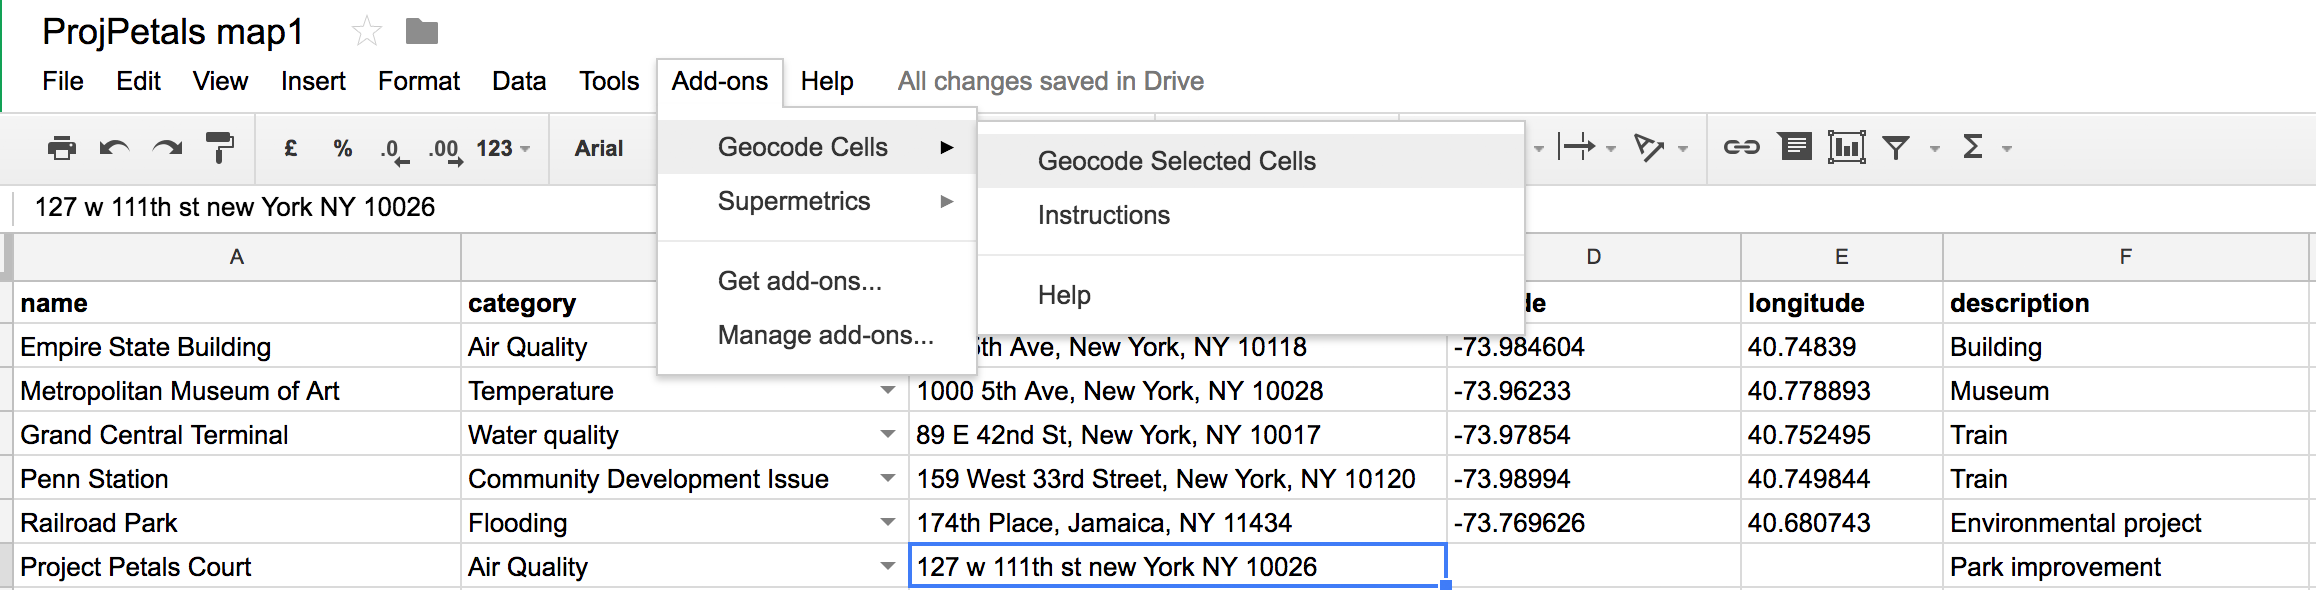 ProjPetals map1
File Edit View Insert Format Data Tools Add-ons Help All changes saved in Drive
£ % .0 .00 123 Arial
Geocode Cells
Geocode Selected Cells
Supermetrics
Instructions
Get add-ons...
Help
Manage add-ons...
127 w 111th st new York NY 10026
A D E F
name category de longitude description
Empire State Building Air Quality 5th Ave, New York, NY 10118 -73.984604 40.74839 Building
Metropolitan Museum of Art Temperature 1000 5th Ave, New York, NY 10028 -73.96233 40.778893 Museum
Grand Central Terminal Water quality 89 E 42nd St, New York, NY 10017 -73.97854 40.752495 Train
Penn Station Community Development Issue 159 West 33rd Street, New York, NY 10120 -73.98994 40.749844 Train
Railroad Park Flooding 174th Place, Jamaica, NY 11434 -73.769626 40.680743 Environmental project
Project Petals Court Air Quality 127 w 111th st new York NY 10026 Park improvement